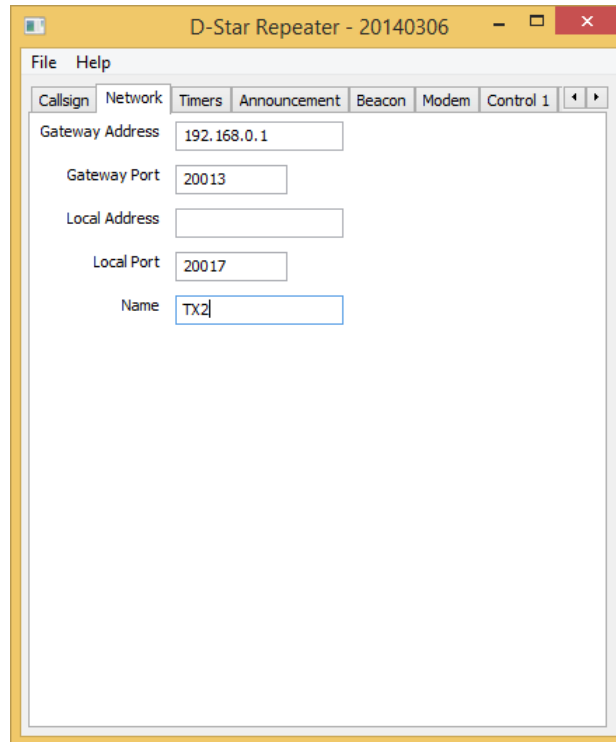 D-Star Repeater - 20140306
File Help
Callsign Network Timers Announcement Beacon Modem Control 1
Gateway Address 192.168.0.1
Gateway Port 20013
Local Address
Local Port 20017
Name TX2